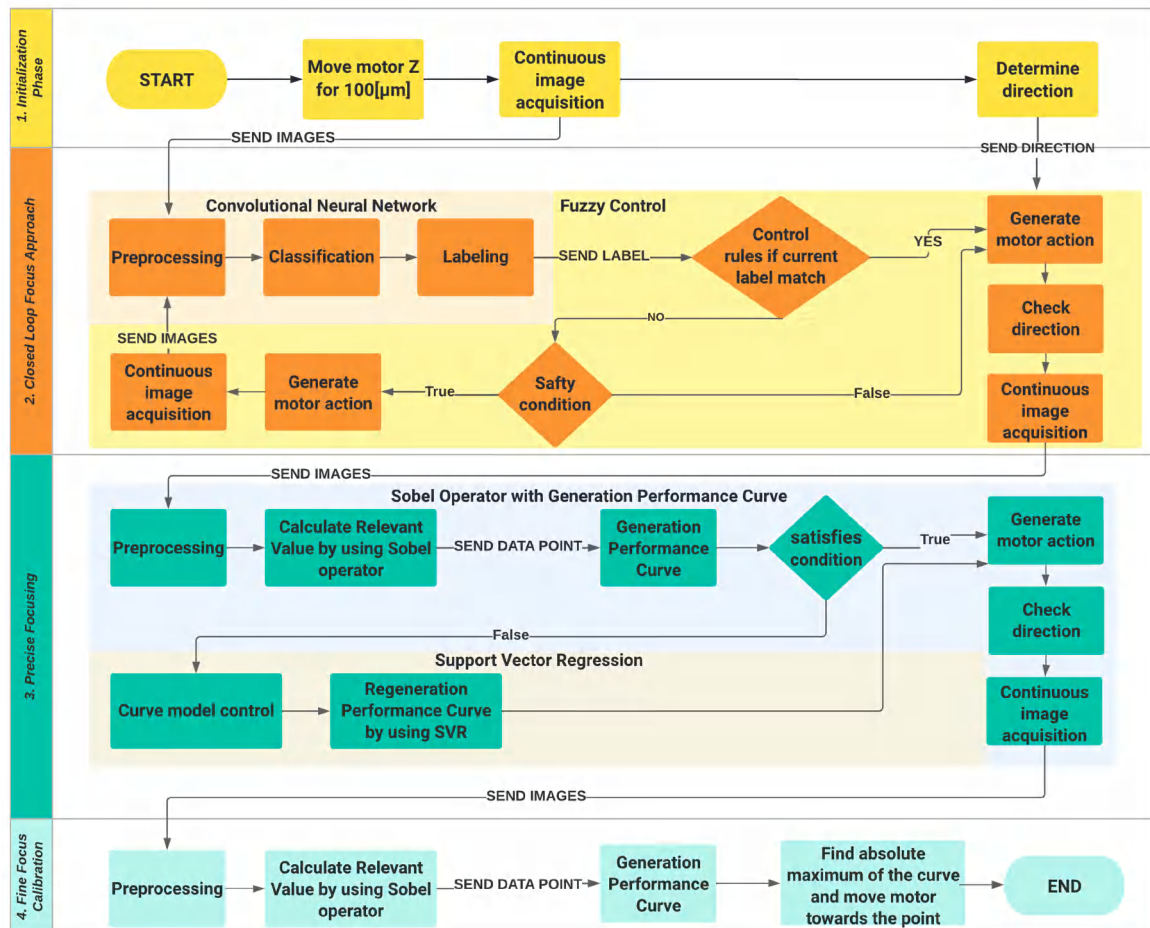 1. Initialization
Phase
START
Move motor Z
for 100[µm]
Continuous
image
acquisition
Determine
direction
SEND IMAGES
SEND DIRECTION
2. Closed Loop Focus Approach
Convolutional Neural Network
Fuzzy Control
Preprocessing
Classification
Labeling
SEND LABEL
Control
rules if current
label match
YES
Generate
motor action
NO
Check
direction
SEND IMAGES
Continuous
image
acquisition
Generate
motor action
True
Safty
condition
False
Continuous
image
acquisition
SEND IMAGES
3. Precise Focusing
Sobel Operator with Generation Performance Curve
Preprocessing
Calculate Relevant
Value by using Sobel
operator
SEND DATA POINT
Generation
Performance
Curve
satisfies
condition
True
Generate
motor action
False
Check
direction
Support Vector Regression
Curve model control
Regeneration
Performance Curve
by using SVR
Continuous
image
acquisition
SEND IMAGES
4. Fine Focus
Calibration
Preprocessing
Calculate Relevant
Value by using Sobel
operator
SEND DATA POINT
Generation
Performance
Curve
Find absolute
maximum of the curve
and move motor
towards the point
END